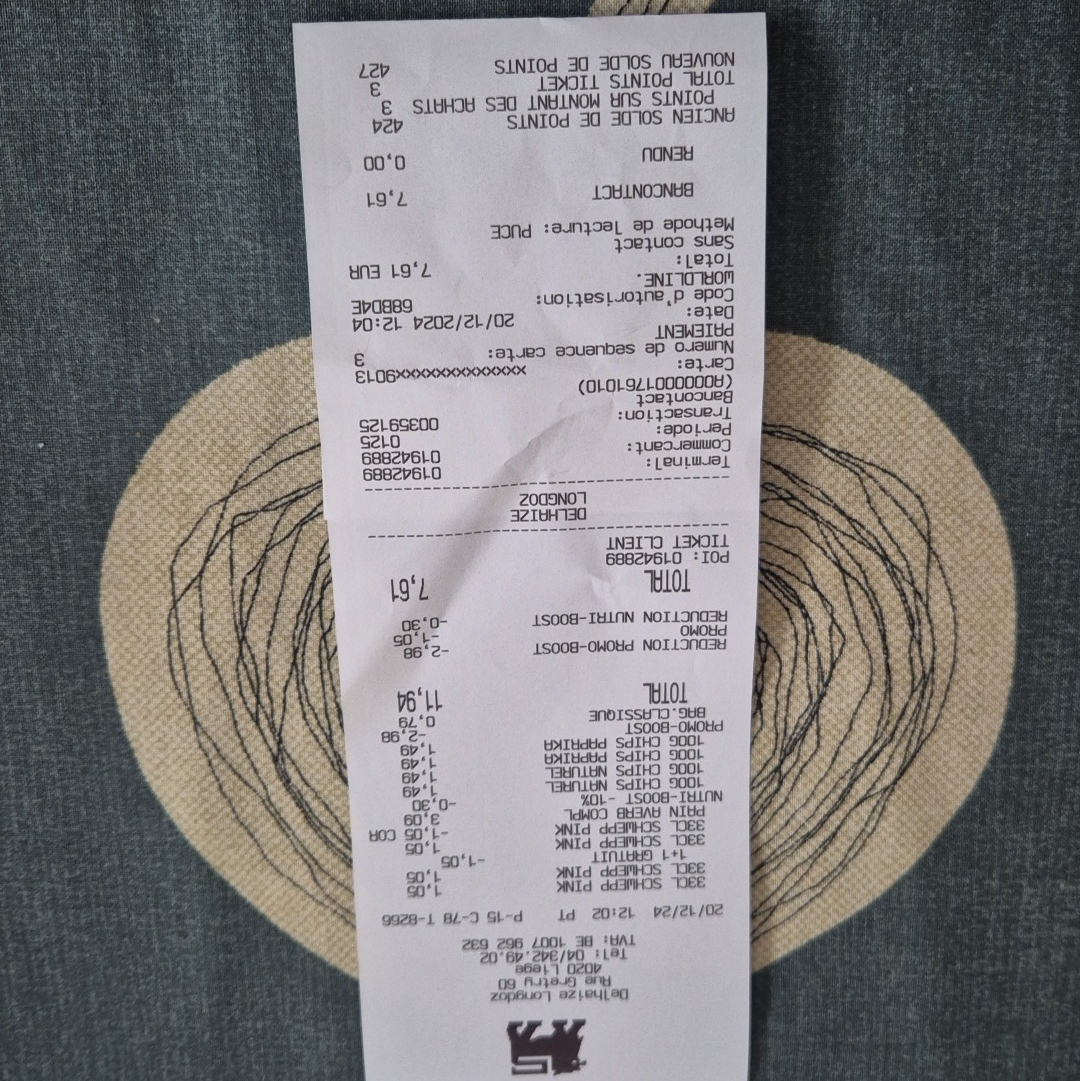 Delhaize Longdoz
Rue Gretry 60
4020 Liege
Tel: 04/342.49.02
TVA: BE 1007 962 632
20/12/24 12:02 PT P-15 C-78 T-8266
33CL SCHWEPP PINK 1,05
33CL SCHWEPP PINK 1,05
1+1 GRATUIT -1,05
33CL SCHWEPP PINK 1,05
33CL SCHWEPP PINK -1,05 COR
PAIN AVERB COMPL 3,09
NUTRI-BOOST -10% -0,30
100G CHIPS NATUREL 1,49
100G CHIPS NATUREL 1,49
100G CHIPS PAPRIKA 1,49
100G CHIPS PAPRIKA 1,49
PROMO-BOOST -2,98
BAG.CLASSIQUE 0,79
TOTAL 11,94
REDUCTION PROMO-BOOST -2,98
PROMO -1,05
REDUCTION NUTRI-BOOST -0,30
TOTAL 7,61
POI: 01942889
TICKET CLIENT
DELHAIZE
LONGDOZ
Terminal: 01942889
Commercant: 01942889
Periode: 0125
Transaction: 00359125
Bancontact
(A0000001761010)
Carte: xxxxxxxxxxxxxxx9013
Numero de sequence carte: 3
PAIEMENT
Date: 20/12/2024 12:04
Code d'autorisation: 68BD4E
WORLDLINE.
Total: 7,61 EUR
Sans contact
Methode de lecture: PUCE
BANCONTACT 7,61
RENDU 0,00
ANCIEN SOLDE DE POINTS 424
POINTS SUR MONTANT DES ACHATS 3
TOTAL POINTS TICKET 3
NOUVEAU SOLDE DE POINTS 427